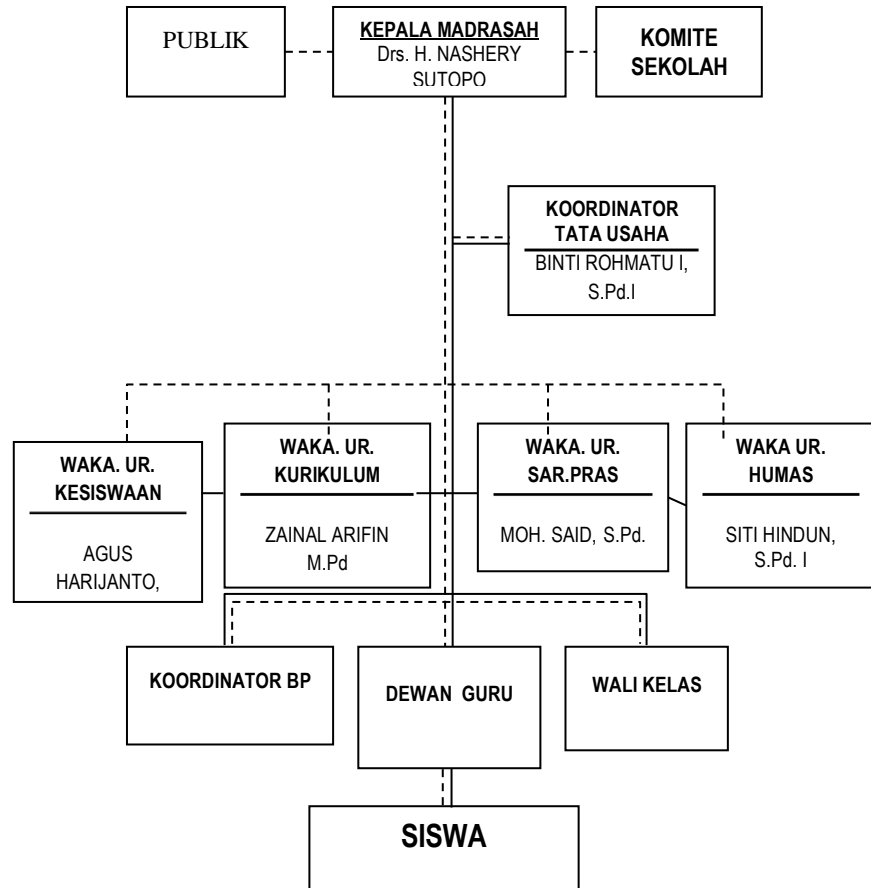 PUBLIK
KEPALA MADRASAH
Drs. H. NASHERY
SUTOPO
KOMITE
SEKOLAH
KOORDINATOR
TATA USAHA
BINTI ROHMATU I,
S.Pd.I
WAKA. UR.
KESISWAAN
AGUS
HARIJANTO,
WAKA. UR.
KURIKULUM
ZAINAL ARIFIN
M.Pd
WAKA. UR.
SAR.PRAS
MOH. SAID, S.Pd.
WAKA UR.
HUMAS
SITI HINDUN,
S.Pd. I
KOORDINATOR BP
DEWAN GURU
WALI KELAS
SISWA